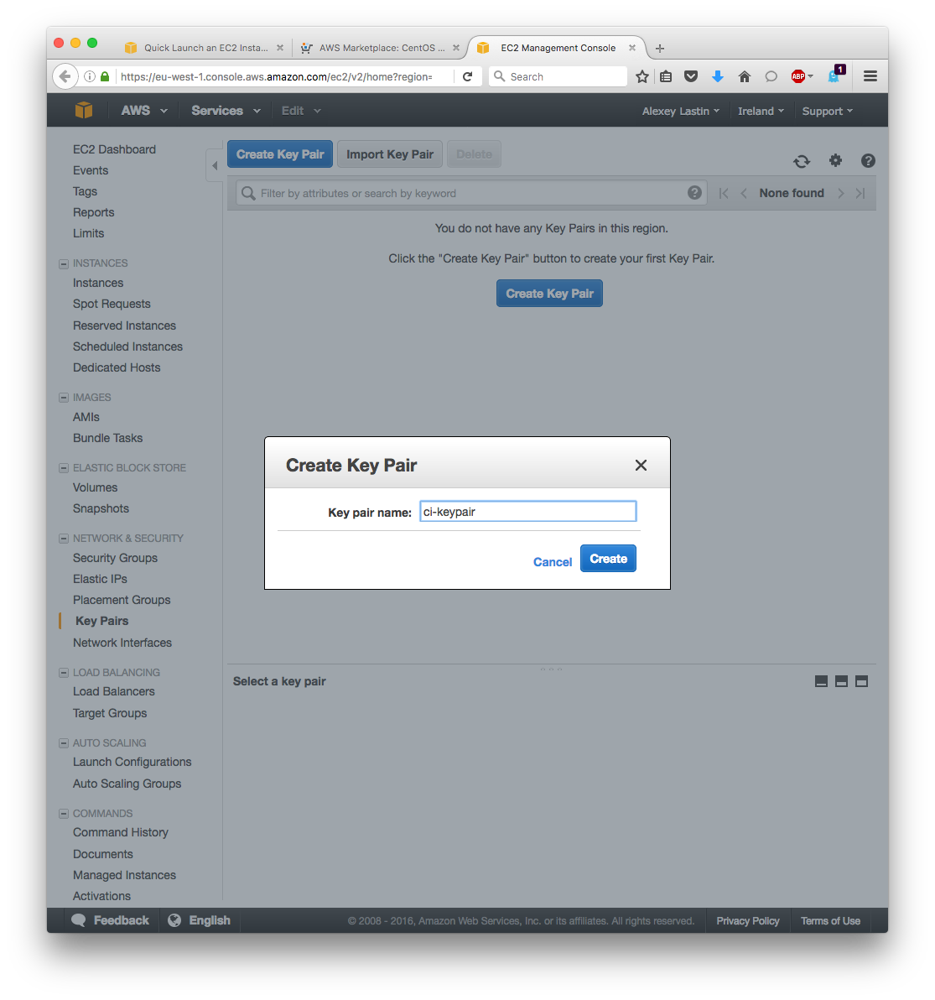 Quick Launch an EC2 Insta...
AWS Marketplace: CentOS ...
EC2 Management Console
https://eu-west-1.console.aws.amazon.com/ec2/v2/home?region=
Search
ABP
1
AWS
Services
Edit
Alexey Lastin
Ireland
Support
EC2 Dashboard
Events
Tags
Reports
Limits
INSTANCES
Instances
Spot Requests
Reserved Instances
Scheduled Instances
Dedicated Hosts
IMAGES
AMIs
Bundle Tasks
ELASTIC BLOCK STORE
Volumes
Snapshots
NETWORK & SECURITY
Security Groups
Elastic IPs
Placement Groups
Key Pairs
Network Interfaces
LOAD BALANCING
Load Balancers
Target Groups
AUTO SCALING
Launch Configurations
Auto Scaling Groups
COMMANDS
Command History
Documents
Managed Instances
Activations
Create Key Pair
Import Key Pair
Delete
Filter by attributes or search by keyword
None found
You do not have any Key Pairs in this region.
Click the "Create Key Pair" button to create your first Key Pair.
Create Key Pair
Create Key Pair
Key pair name:
ci-keypair
Cancel
Create
Select a key pair
Feedback
English
© 2008 - 2016, Amazon Web Services, Inc. or its affiliates. All rights reserved.
Privacy Policy
Terms of Use